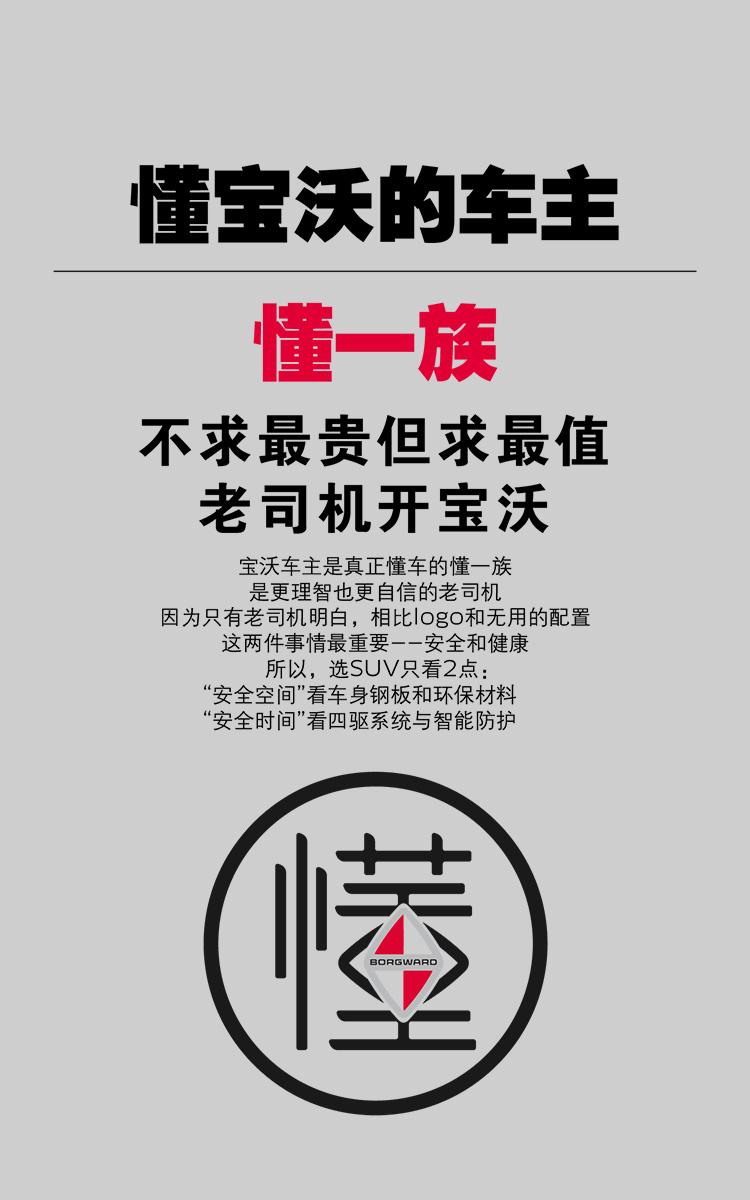 懂宝沃的车主
懂一族
不求最贵但求最值
老司机开宝沃
宝沃车主是真正懂车的懂一族
是更理智也更自信的老司机
因为只有老司机明白，相比logo和无用的配置
这两件事情最重要——安全和健康
所以，选SUV只看2点：
“安全空间”看车身钢板和环保材料
“安全时间”看四驱系统与智能防护
懂
BORGWARD